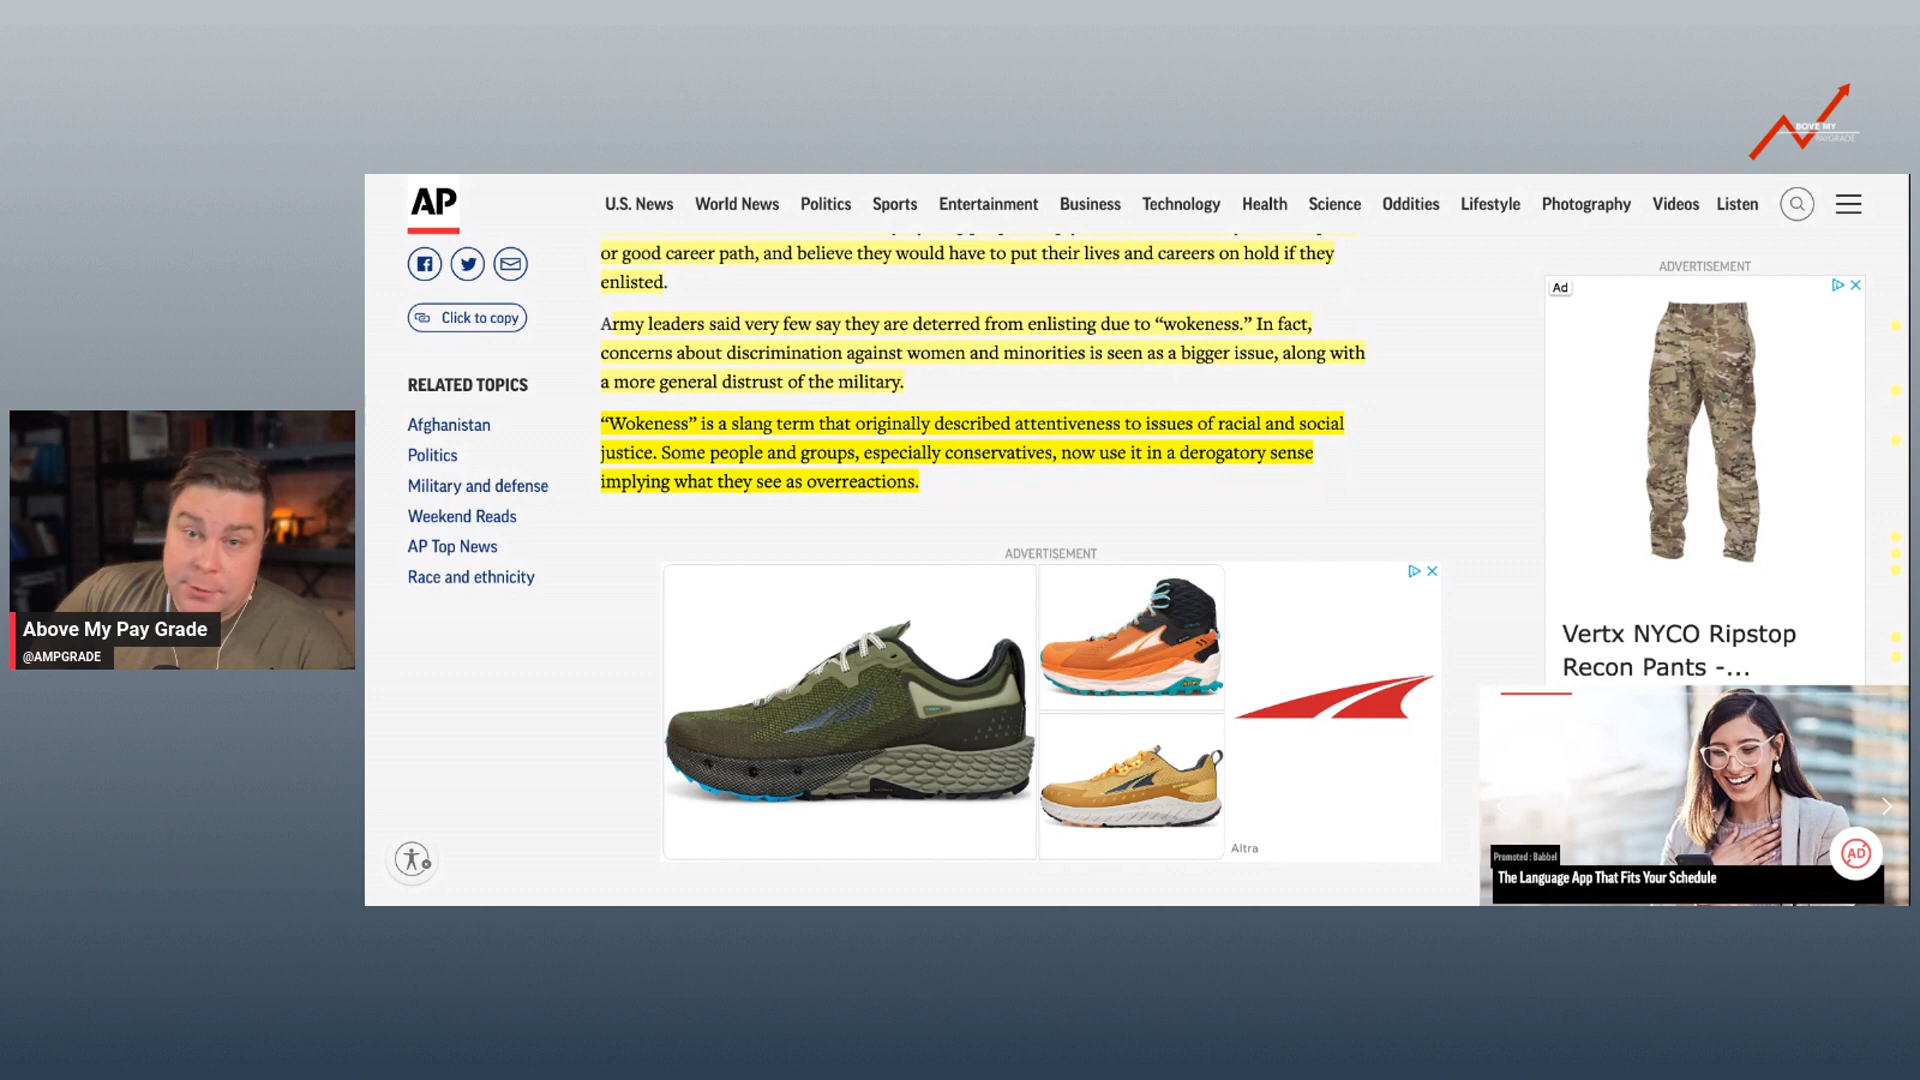 BOVE MY
PAYGRADE
AP
U.S. News World News Politics Sports Entertainment Business Technology Health Science Oddities Lifestyle Photography Videos Listen
or good career path, and believe they would have to put their lives and careers on hold if they
enlisted.
Click to copy
Army leaders said very few say they are deterred from enlisting due to “wokeness.” In fact,
concerns about discrimination against women and minorities is seen as a bigger issue, along with
a more general distrust of the military.
“Wokeness” is a slang term that originally described attentiveness to issues of racial and social
justice. Some people and groups, especially conservatives, now use it in a derogatory sense
implying what they see as overreactions.
RELATED TOPICS
Afghanistan
Politics
Military and defense
Weekend Reads
AP Top News
Race and ethnicity
ADVERTISEMENT
Altra
ADVERTISEMENT
Ad
Vertx NYCO Ripstop
Recon Pants -...
Promoted : Babbel
The Language App That Fits Your Schedule
AD
Above My Pay Grade
@AMPGRADE